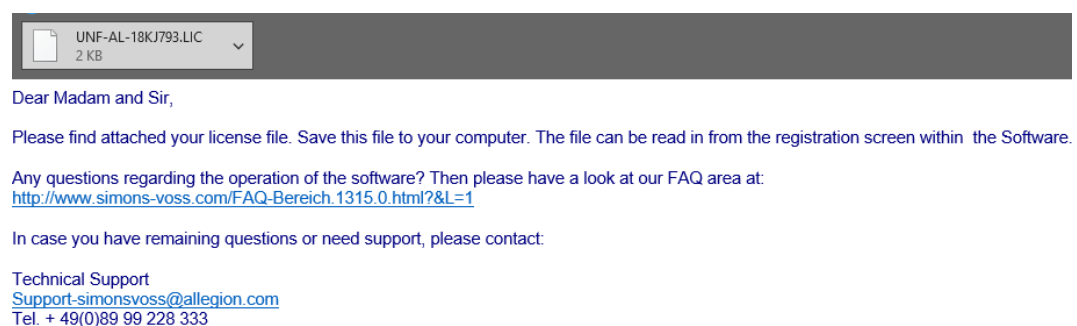 UNF-AL-18KJ793.LIC
2 KB
Dear Madam and Sir,
Please find attached your license file. Save this file to your computer. The file can be read in from the registration screen within  the Software.
Any questions regarding the operation of the software? Then please have a look at our FAQ area at:
http://www.simons-voss.com/FAQ-Bereich.1315.0.html?&L=1
In case you have remaining questions or need support, please contact:
Technical Support
Support-simonsvoss@allegion.com
Tel. + 49(0)89 99 228 333